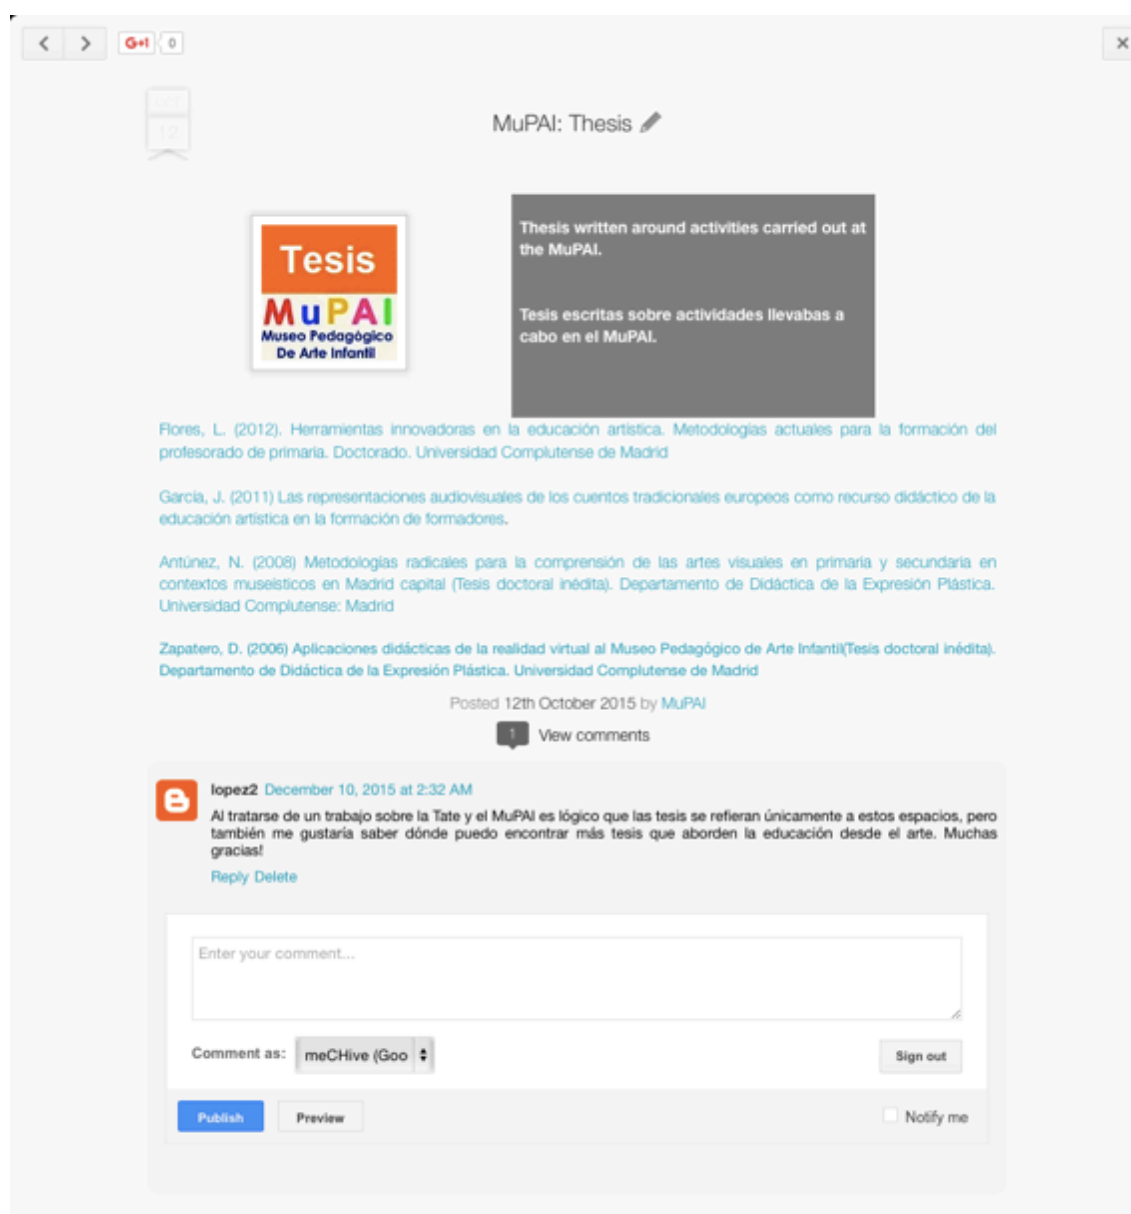 G+1 0
Oct
12
MuPAI: Thesis
Tesis
MuPAI
Museo Pedagógico
De Arte Infantil
Thesis written around activities carried out at
the MuPAI.
Tesis escritas sobre actividades llevabas a
cabo en el MuPAI.
Flores, L. (2012). Herramientas innovadoras en la educación artística. Metodologías actuales para la formación del
profesorado de primaria. Doctorado. Universidad Complutense de Madrid
García, J. (2011) Las representaciones audiovisuales de los cuentos tradicionales europeos como recurso didáctico de la
educación artística en la formación de formadores.
Antúnez, N. (2008) Metodologías radicales para la comprensión de las artes visuales en primaria y secundaria en
contextos museísticos en Madrid capital (Tesis doctoral inédita). Departamento de Didáctica de la Expresión Plástica.
Universidad Complutense: Madrid
Zapatero, D. (2006) Aplicaciones didácticas de la realidad virtual al Museo Pedagógico de Arte Infantil(Tesis doctoral inédita).
Departamento de Didáctica de la Expresión Plástica. Universidad Complutense de Madrid
Posted 12th October 2015 by MuPAI
1 View comments
lopez2 December 10, 2015 at 2:32 AM
Al tratarse de un trabajo sobre la Tate y el MuPAI es lógico que las tesis se refieran únicamente a estos espacios, pero
también me gustaría saber dónde puedo encontrar más tesis que aborden la educación desde el arte. Muchas
gracias!
Reply Delete
Enter your comment...
Comment as: meCHive (Goo Sign out
Publish Preview Notify me